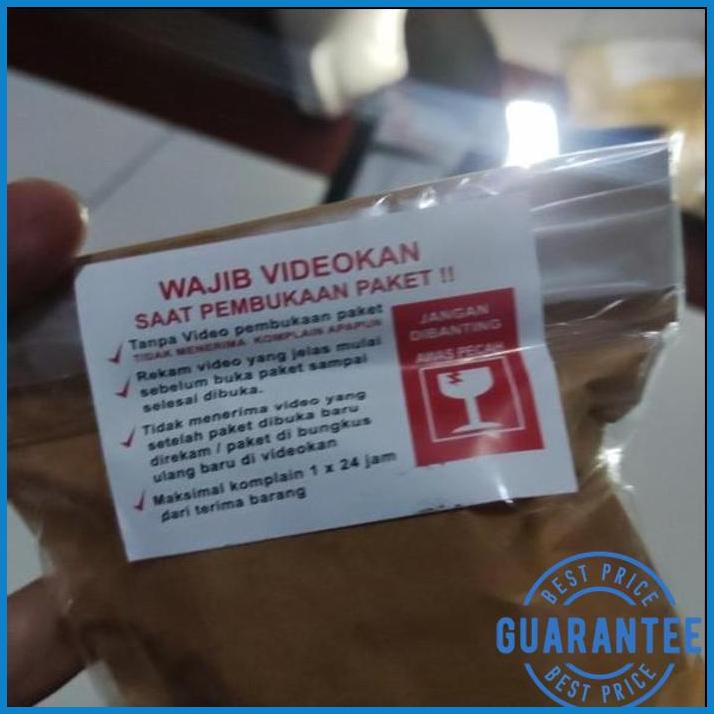 WAJIB VIDEOKAN
SAAT PEMBUKAAN PAKET !!
Tanpa Video pembukaan paket
TIDAK MENERIMA KOMPLAIN APAPUN
Rekam video yang jelas mulai
sebelum buka paket sampai
selesai dibuka.
Tidak menerima video yang
setelah paket dibuka baru
direkam / paket di bungkus
ulang baru di videokan
Maksimal komplain 1 x 24 jam
dari terima barang
JANGAN
DIBANTING
AWAS PECAH
BEST PRICE
GUARANTEE
BEST PRICE